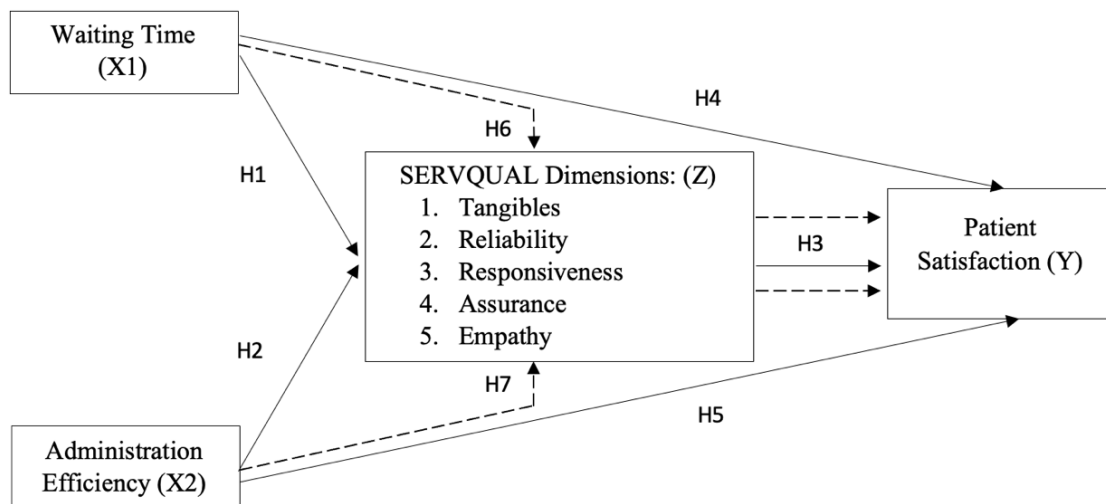 Waiting Time
(X1)
H4
H6
H1
SERVQUAL Dimensions: (Z)
1. Tangibles
2. Reliability
3. Responsiveness
4. Assurance
5. Empathy
H3
Patient
Satisfaction (Y)
H2
H7
H5
Administration
Efficiency (X2)